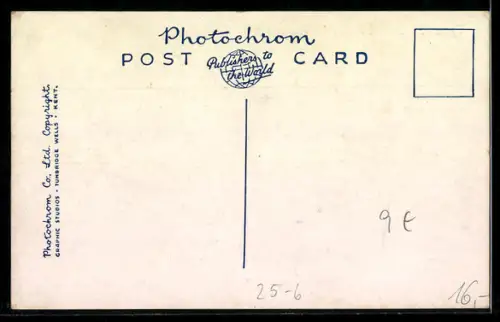 Photochrom
POST CARD
Publishers to
the World
Photochrom Co. Ltd. Copyright.
GRAPHIC STUDIOS · TUNBRIDGE WELLS · KENT.
9 €
25-6
16,-